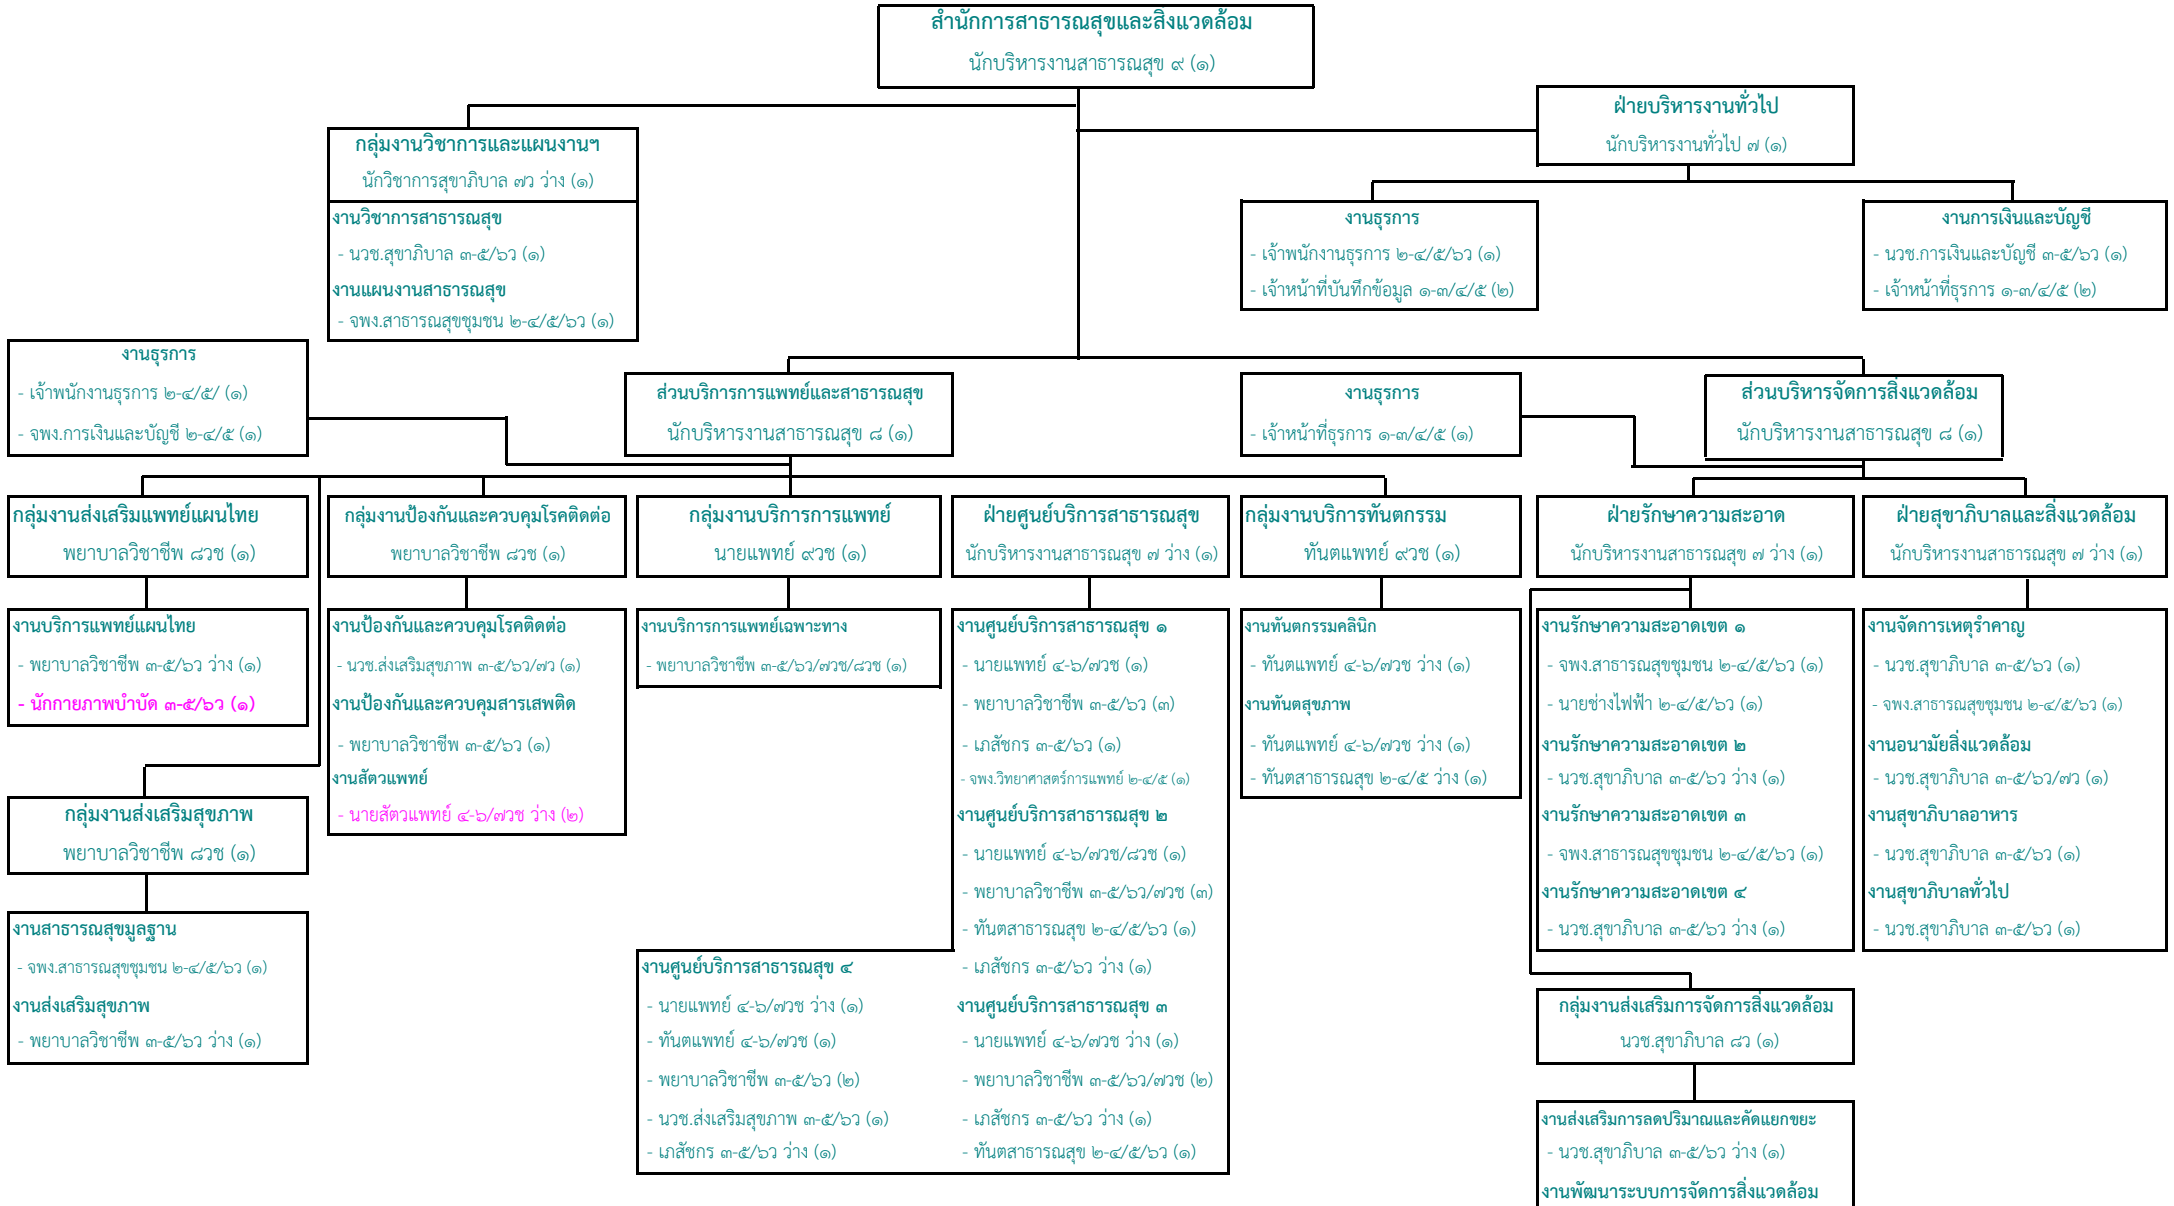 สำนักการสาธารณสุขและสิ่งแวดล้อม
นักบริหารงานสาธารณสุข ๙ (๑)
ฝ่ายบริหารงานทั่วไป
นักบริหารงานทั่วไป ๗ (๑)
กลุ่มงานวิชาการและแผนงานฯ
นักวิชาการสุขาภิบาล ๗ว ว่าง (๑)
งานวิชาการสาธารณสุข
- นวช.สุขาภิบาล ๓-๕/๖ว (๑)
งานแผนงานสาธารณสุข
- จพง.สาธารณสุขชุมชน ๒-๔/๕/๖ว (๑)
งานธุรการ
- เจ้าพนักงานธุรการ ๒-๔/๕/๖ว (๑)
- เจ้าหน้าที่บันทึกข้อมูล ๑-๓/๔/๕ (๒)
งานการเงินและบัญชี
- นวช.การเงินและบัญชี ๓-๕/๖ว (๑)
- เจ้าหน้าที่ธุรการ ๑-๓/๔/๕ (๒)
งานธุรการ
- เจ้าพนักงานธุรการ ๒-๔/๕/ (๑)
- จพง.การเงินและบัญชี ๒-๔/๕ (๑)
ส่วนบริการการแพทย์และสาธารณสุข
นักบริหารงานสาธารณสุข ๘ (๑)
งานธุรการ
- เจ้าหน้าที่ธุรการ ๑-๓/๔/๕ (๑)
ส่วนบริหารจัดการสิ่งแวดล้อม
นักบริหารงานสาธารณสุข ๘ (๑)
กลุ่มงานส่งเสริมแพทย์แผนไทย
พยาบาลวิชาชีพ ๘วช (๑)
กลุ่มงานป้องกันและควบคุมโรคติดต่อ
พยาบาลวิชาชีพ ๘วช (๑)
กลุ่มงานบริการการแพทย์
นายแพทย์ ๙วช (๑)
ฝ่ายศูนย์บริการสาธารณสุข
นักบริหารงานสาธารณสุข ๗ ว่าง (๑)
กลุ่มงานบริการทันตกรรม
ทันตแพทย์ ๙วช (๑)
ฝ่ายรักษาความสะอาด
นักบริหารงานสาธารณสุข ๗ ว่าง (๑)
ฝ่ายสุขาภิบาลและสิ่งแวดล้อม
นักบริหารงานสาธารณสุข ๗ ว่าง (๑)
งานบริการแพทย์แผนไทย
- พยาบาลวิชาชีพ ๓-๕/๖ว ว่าง (๑)
- นักกายภาพบำบัด ๓-๕/๖ว (๑)
งานป้องกันและควบคุมโรคติดต่อ
- นวช.ส่งเสริมสุขภาพ ๓-๕/๖ว/๗ว (๑)
งานป้องกันและควบคุมสารเสพติด
- พยาบาลวิชาชีพ ๓-๕/๖ว (๑)
งานสัตวแพทย์
- นายสัตวแพทย์ ๔-๖/๗วช ว่าง (๒)
งานบริการการแพทย์เฉพาะทาง
- พยาบาลวิชาชีพ ๓-๕/๖ว/๗วช/๘วช (๑)
งานศูนย์บริการสาธารณสุข ๑
- นายแพทย์ ๔-๖/๗วช (๑)
- พยาบาลวิชาชีพ ๓-๕/๖ว (๓)
- เภสัชกร ๓-๕/๖ว (๑)
- จพง.วิทยาศาสตร์การแพทย์ ๒-๔/๕ (๑)
งานศูนย์บริการสาธารณสุข ๒
- นายแพทย์ ๔-๖/๗วช/๘วช (๑)
- พยาบาลวิชาชีพ ๓-๕/๖ว/๗วช (๓)
- ทันตสาธารณสุข ๒-๔/๕/๖ว (๑)
- เภสัชกร ๓-๕/๖ว ว่าง (๑)
งานศูนย์บริการสาธารณสุข ๓
- นายแพทย์ ๔-๖/๗วช ว่าง (๑)
- พยาบาลวิชาชีพ ๓-๕/๖ว/๗วช (๒)
- เภสัชกร ๓-๕/๖ว ว่าง (๑)
- ทันตสาธารณสุข ๒-๔/๕/๖ว (๑)
งานศูนย์บริการสาธารณสุข ๔
- นายแพทย์ ๔-๖/๗วช ว่าง (๑)
- ทันตแพทย์ ๔-๖/๗วช (๑)
- พยาบาลวิชาชีพ ๓-๕/๖ว (๒)
- นวช.ส่งเสริมสุขภาพ ๓-๕/๖ว (๑)
- เภสัชกร ๓-๕/๖ว ว่าง (๑)
งานทันตกรรมคลินิก
- ทันตแพทย์ ๔-๖/๗วช ว่าง (๑)
งานทันตสุขภาพ
- ทันตแพทย์ ๔-๖/๗วช ว่าง (๑)
- ทันตสาธารณสุข ๒-๔/๕ ว่าง (๑)
งานรักษาความสะอาดเขต ๑
- จพง.สาธารณสุขชุมชน ๒-๔/๕/๖ว (๑)
- นายช่างไฟฟ้า ๒-๔/๕/๖ว (๑)
งานรักษาความสะอาดเขต ๒
- นวช.สุขาภิบาล ๓-๕/๖ว ว่าง (๑)
งานรักษาความสะอาดเขต ๓
- จพง.สาธารณสุขชุมชน ๒-๔/๕/๖ว (๑)
งานรักษาความสะอาดเขต ๔
- นวช.สุขาภิบาล ๓-๕/๖ว ว่าง (๑)
งานจัดการเหตุรำคาญ
- นวช.สุขาภิบาล ๓-๕/๖ว (๑)
- จพง.สาธารณสุขชุมชน ๒-๔/๕/๖ว (๑)
งานอนามัยสิ่งแวดล้อม
- นวช.สุขาภิบาล ๓-๕/๖ว/๗ว (๑)
งานสุขาภิบาลอาหาร
- นวช.สุขาภิบาล ๓-๕/๖ว (๑)
งานสุขาภิบาลทั่วไป
- นวช.สุขาภิบาล ๓-๕/๖ว (๑)
กลุ่มงานส่งเสริมสุขภาพ
พยาบาลวิชาชีพ ๘วช (๑)
งานสาธารณสุขมูลฐาน
- จพง.สาธารณสุขชุมชน ๒-๔/๕/๖ว (๑)
งานส่งเสริมสุขภาพ
- พยาบาลวิชาชีพ ๓-๕/๖ว ว่าง (๑)
กลุ่มงานส่งเสริมการจัดการสิ่งแวดล้อม
นวช.สุขาภิบาล ๘ว (๑)
งานส่งเสริมการลดปริมาณและคัดแยกขยะ
- นวช.สุขาภิบาล ๓-๕/๖ว ว่าง (๑)
งานพัฒนาระบบการจัดการสิ่งแวดล้อม